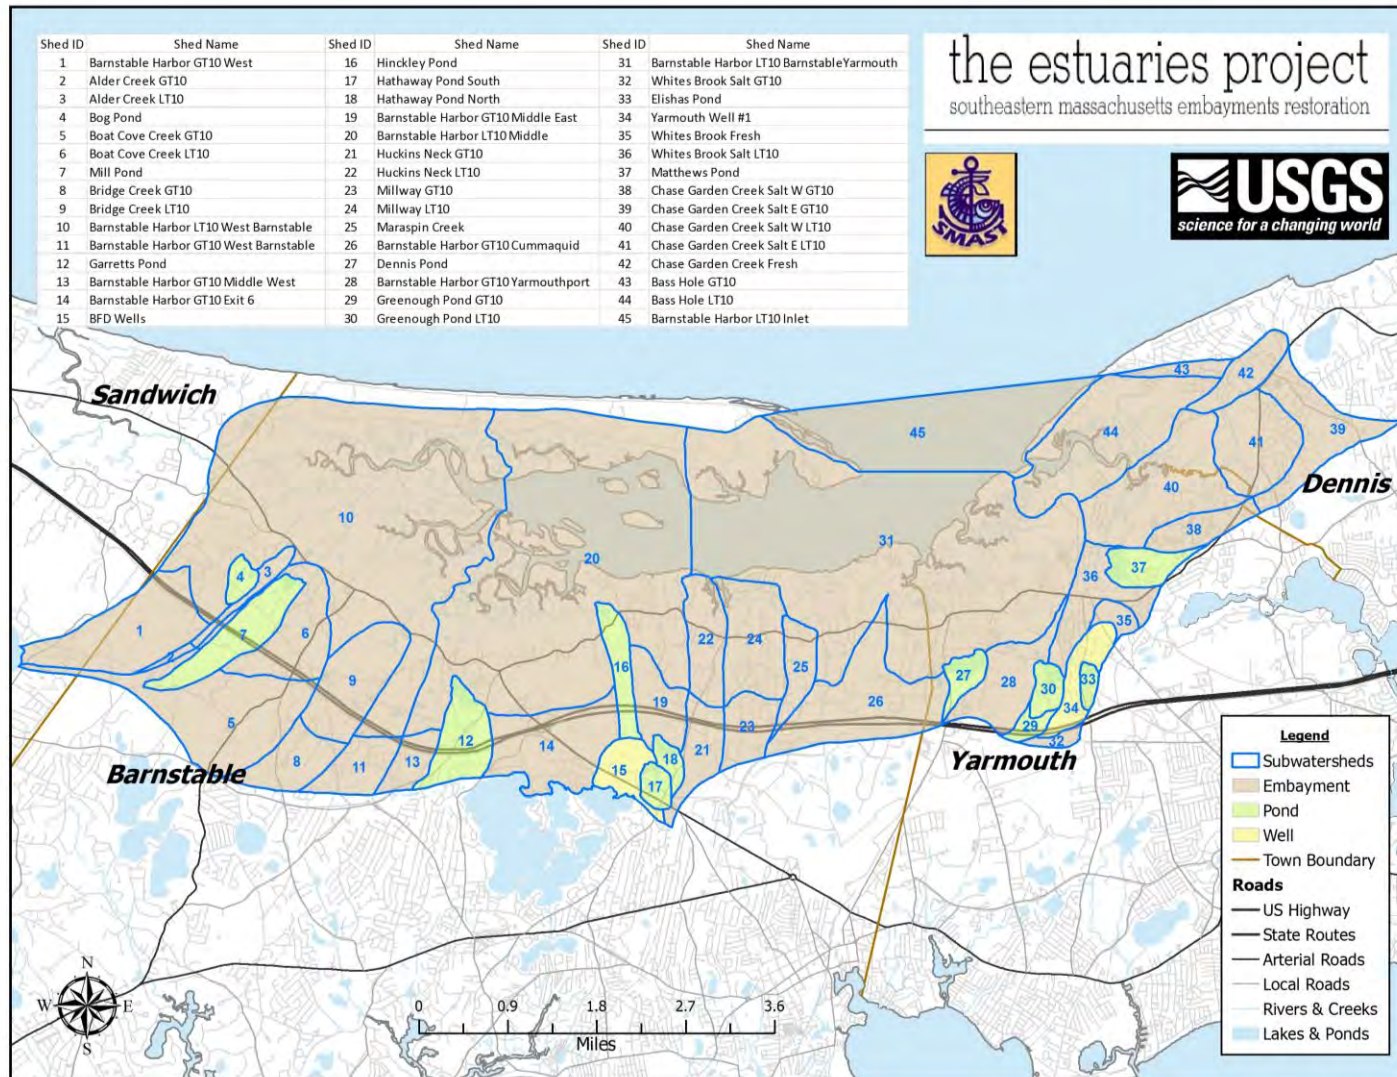 Shed ID Shed Name Shed ID Shed Name Shed ID Shed Name
1 Barnstable Harbor GT10 West 16 Hinckley Pond 31 Barnstable Harbor LT10 BarnstableYarmouth
2 Alder Creek GT10 17 Hathaway Pond South 32 Whites Brook Salt GT10
3 Alder Creek LT10 18 Hathaway Pond North 33 Elishas Pond
4 Bog Pond 19 Barnstable Harbor GT10 Middle East 34 Yarmouth Well #1
5 Boat Cove Creek GT10 20 Barnstable Harbor LT10 Middle 35 Whites Brook Fresh
6 Boat Cove Creek LT10 21 Huckins Neck GT10 36 Whites Brook Salt LT10
7 Mill Pond 22 Huckins Neck LT10 37 Matthews Pond
8 Bridge Creek GT10 23 Millway GT10 38 Chase Garden Creek Salt W GT10
9 Bridge Creek LT10 24 Millway LT10 39 Chase Garden Creek Salt E GT10
10 Barnstable Harbor LT10 West Barnstable 25 Maraspin Creek 40 Chase Garden Creek Salt W LT10
11 Barnstable Harbor GT10 West Barnstable 26 Barnstable Harbor GT10 Cummaquid 41 Chase Garden Creek Salt E LT10
12 Garretts Pond 27 Dennis Pond 42 Chase Garden Creek Fresh
13 Barnstable Harbor GT10 Middle West 28 Barnstable Harbor GT10 Yarmouthport 43 Bass Hole GT10
14 Barnstable Harbor GT10 Exit 6 29 Greenough Pond GT10 44 Bass Hole LT10
15 BFD Wells 30 Greenough Pond LT10 45 Barnstable Harbor LT10 Inlet
the estuaries project
southeastern massachusetts embayments restoration
SMAST
USGS
science for a changing world
Sandwich
43
42
45
44
41
39
40
Dennis
10
38
31
20
37
36
4
3
35
1
7
6
2
16
22
24
25
9
27
28
30
33
5
19
26
34
29
12
14
21
23
32
8
11
13
15
18
17
Barnstable
Yarmouth
Legend
Subwatersheds
Embayment
Pond
Well
Town Boundary
Roads
US Highway
State Routes
Arterial Roads
Local Roads
Rivers & Creeks
Lakes & Ponds
N
W E
S
0 0.9 1.8 2.7 3.6
Miles